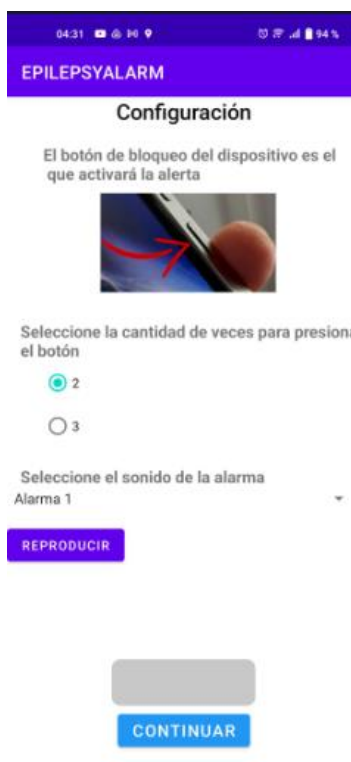 04:31 94 %
EPILEPSYALARM
Configuración
El botón de bloqueo del dispositivo es el
que activará la alerta
Seleccione la cantidad de veces para presiona
el botón
2
3
Seleccione el sonido de la alarma
Alarma 1
REPRODUCIR
CONTINUAR